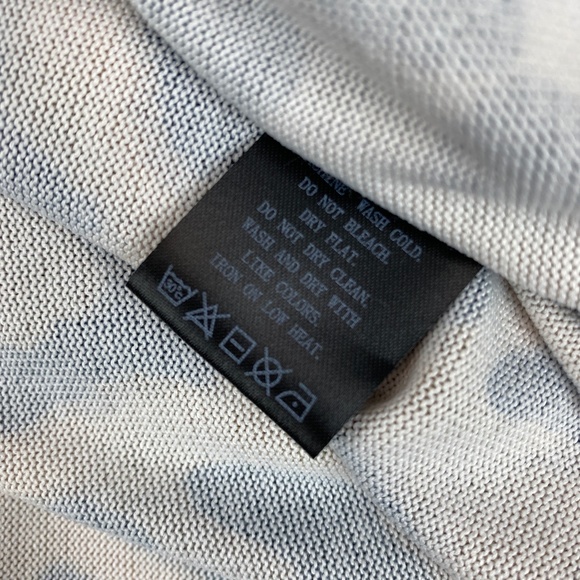 WASH COLD.
DO NOT BLEACH.
DRY FLAT.
DO NOT DRY CLEAN.
WASH AND DRY WITH
LIKE COLORS.
IRON ON LOW HEAT.
30°C